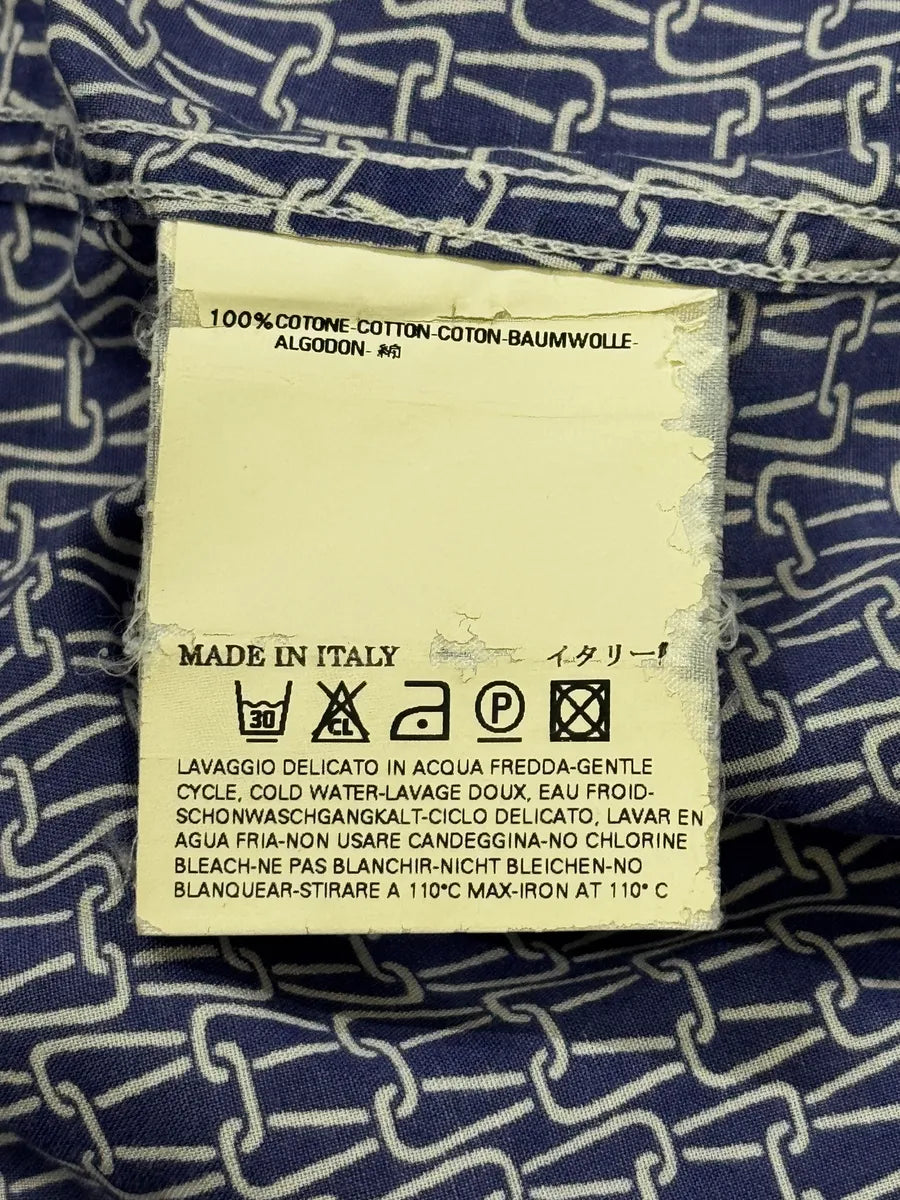 100%COTONE-COTTON-COTON-BAUMWOLLE-
ALGODON- 綿
MADE IN ITALY イタリー
30 CL P
LAVAGGIO DELICATO IN ACQUA FREDDA-GENTLE
CYCLE, COLD WATER-LAVAGE DOUX, EAU FROID-
SCHONWASCHGANGKALT-CICLO DELICATO, LAVAR EN
AGUA FRIA-NON USARE CANDEGGINA-NO CHLORINE
BLEACH-NE PAS BLANCHIR-NICHT BLEICHEN-NO
BLANQUEAR-STIRARE A 110°C MAX-IRON AT 110° C